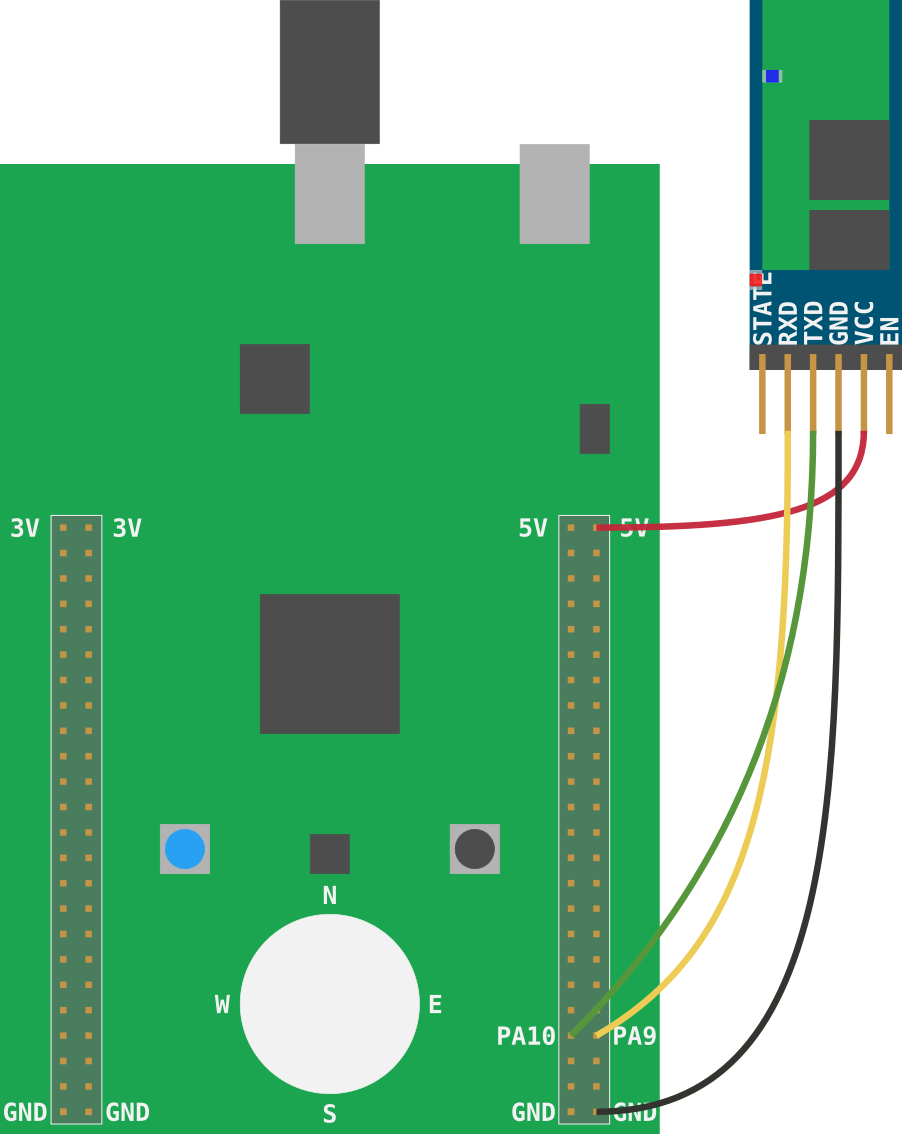 STATE
RXD
TXD
GND
VCC
EN
3V 3V 5V 5V
N
W E
PA10 PA9
GND GND S GND GND